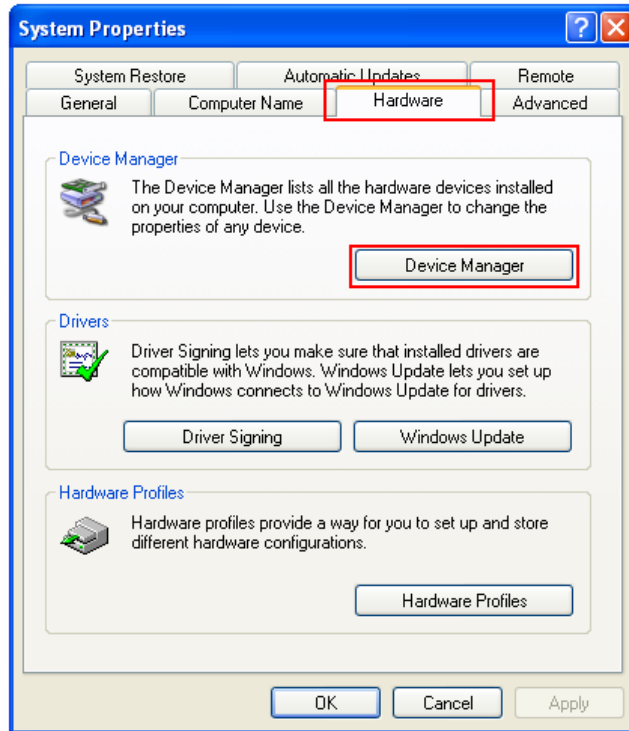 System Properties
System Restore
Automatic Updates
Remote
General
Computer Name
Hardware
Advanced
Device Manager
The Device Manager lists all the hardware devices installed
on your computer. Use the Device Manager to change the
properties of any device.
Device Manager
Drivers
Driver Signing lets you make sure that installed drivers are
compatible with Windows. Windows Update lets you set up
how Windows connects to Windows Update for drivers.
Driver Signing
Windows Update
Hardware Profiles
Hardware profiles provide a way for you to set up and store
different hardware configurations.
Hardware Profiles
OK
Cancel
Apply